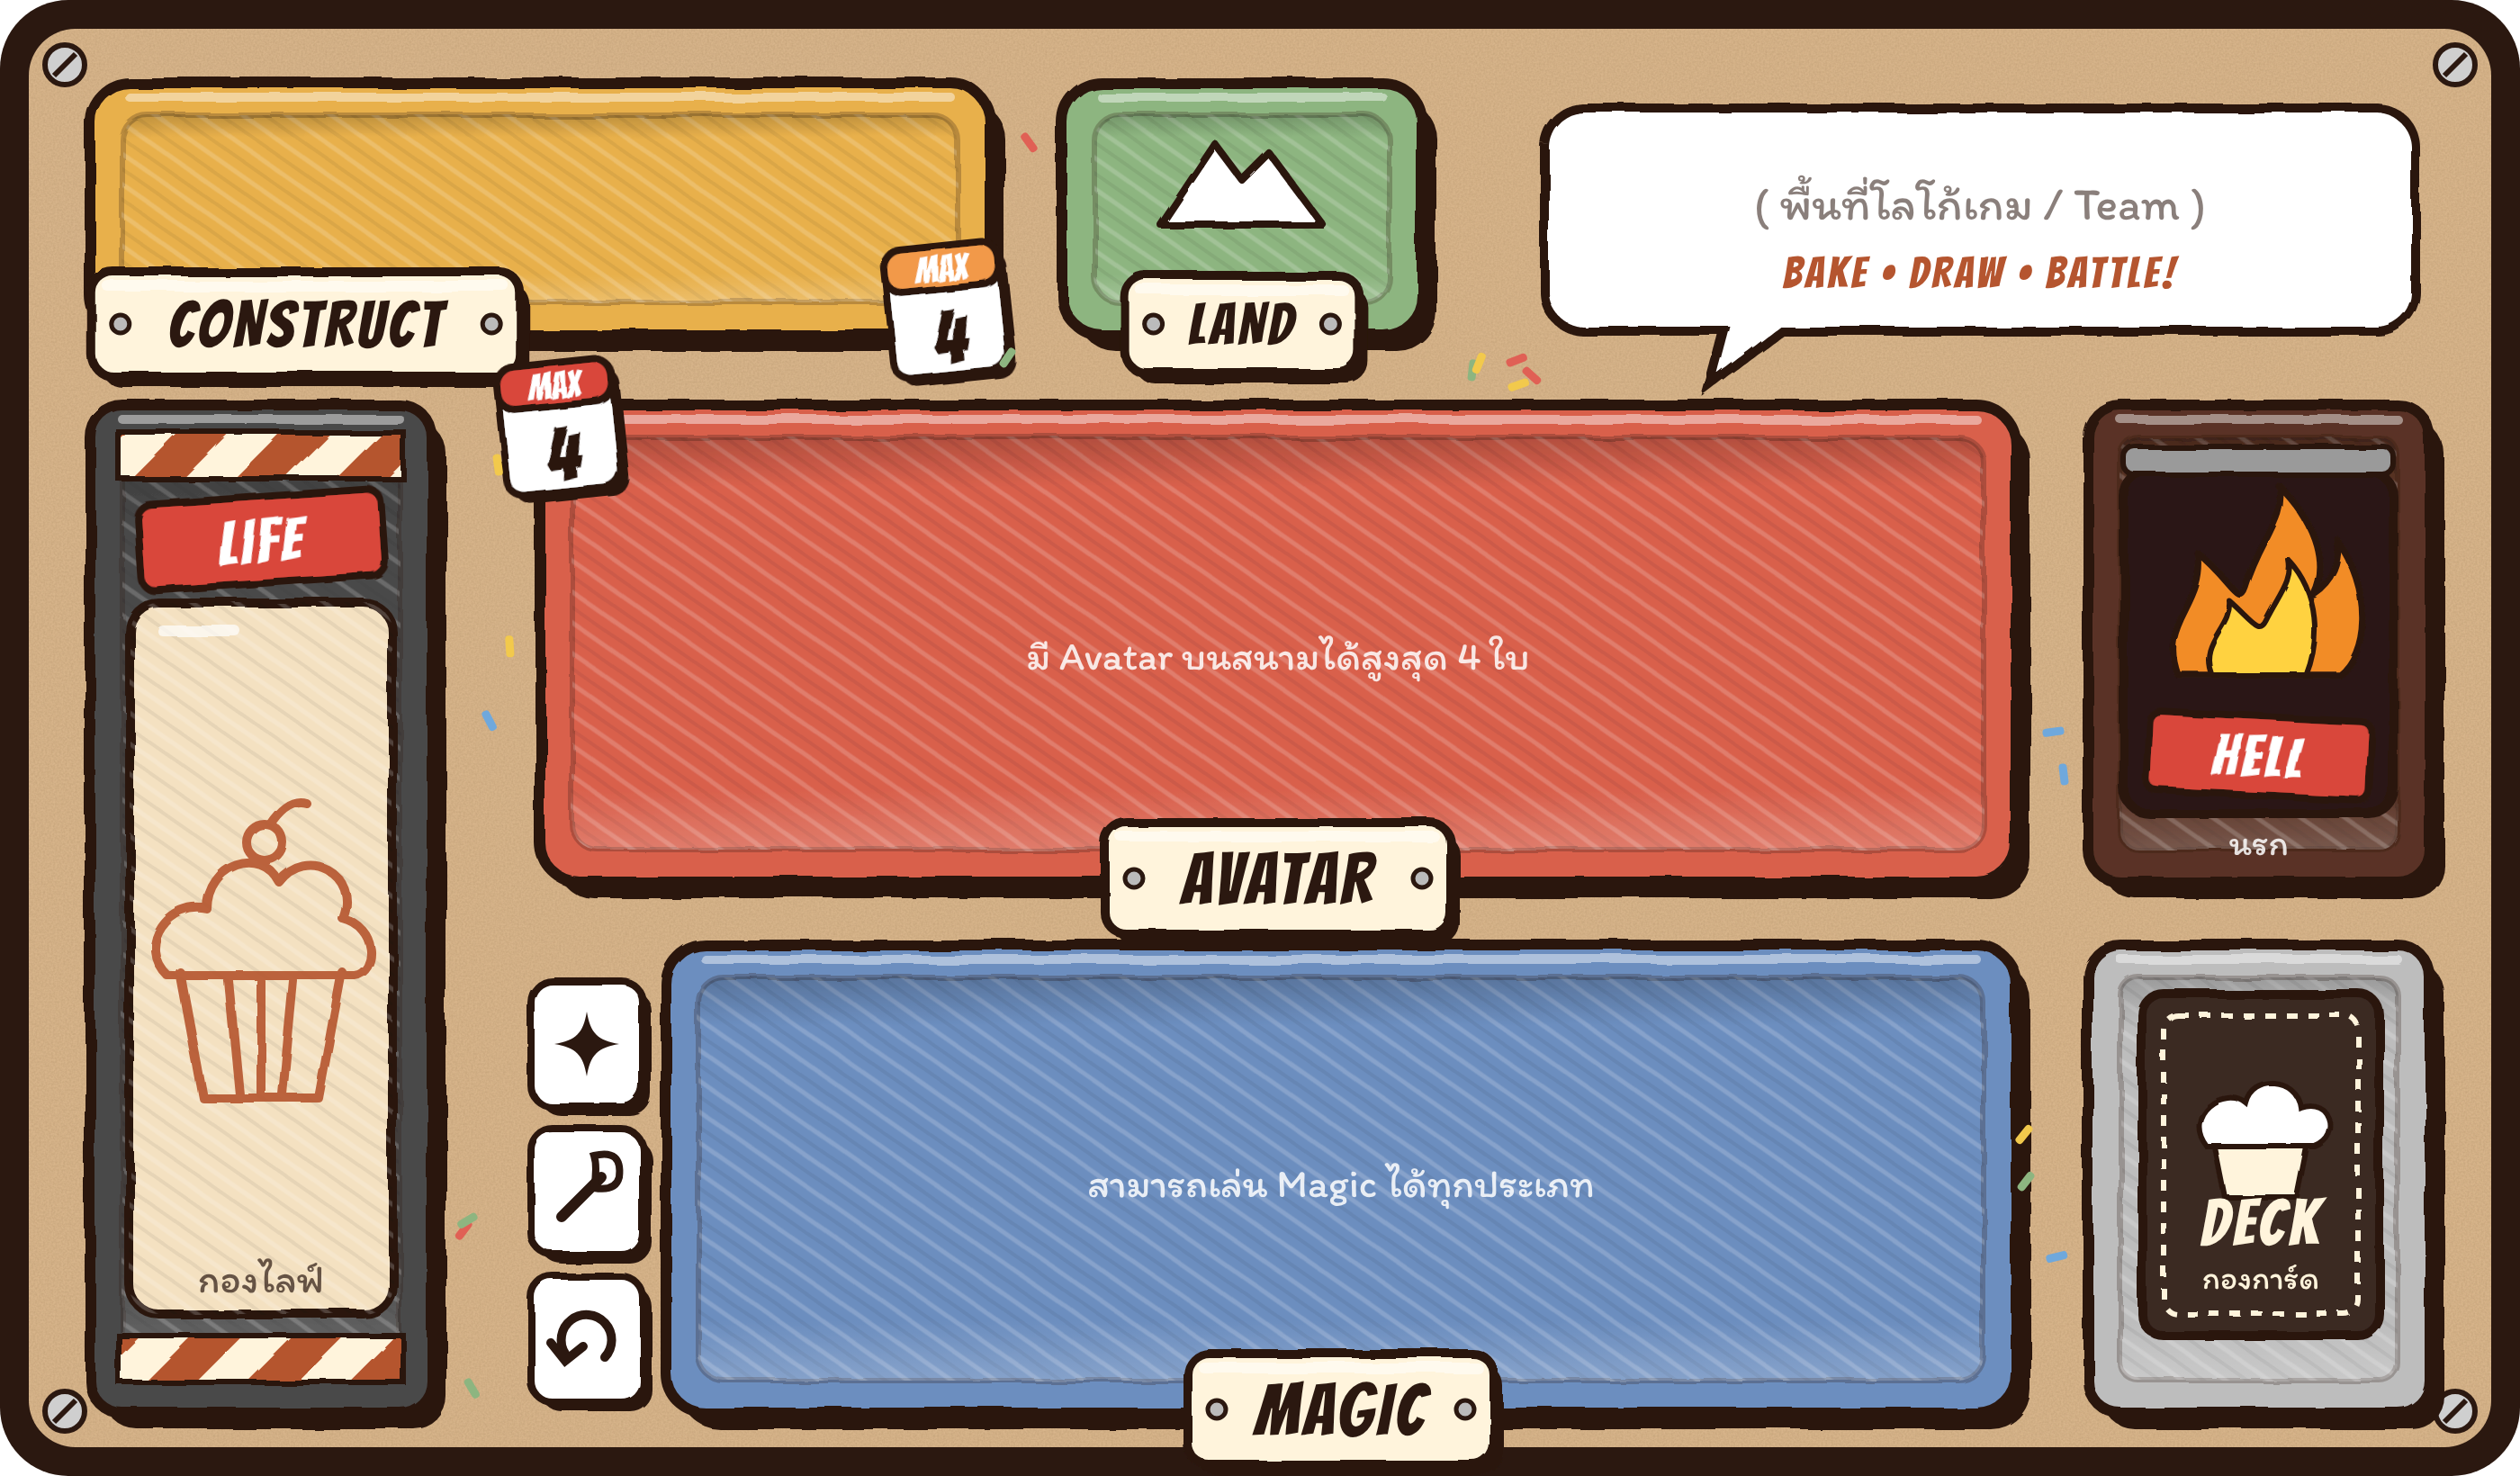 ( พื้นที่โลโก้เกม / Team )
BAKE • DRAW • BATTLE!
MAX
4
CONSTRUCT
LAND
MAX
4
LIFE
มี Avatar บนสนามได้สูงสุด 4 ใบ
HELL
นรก
AVATAR
สามารถเล่น Magic ได้ทุกประเภท
DECK
กองการ์ด
กองไลฟ์
MAGIC